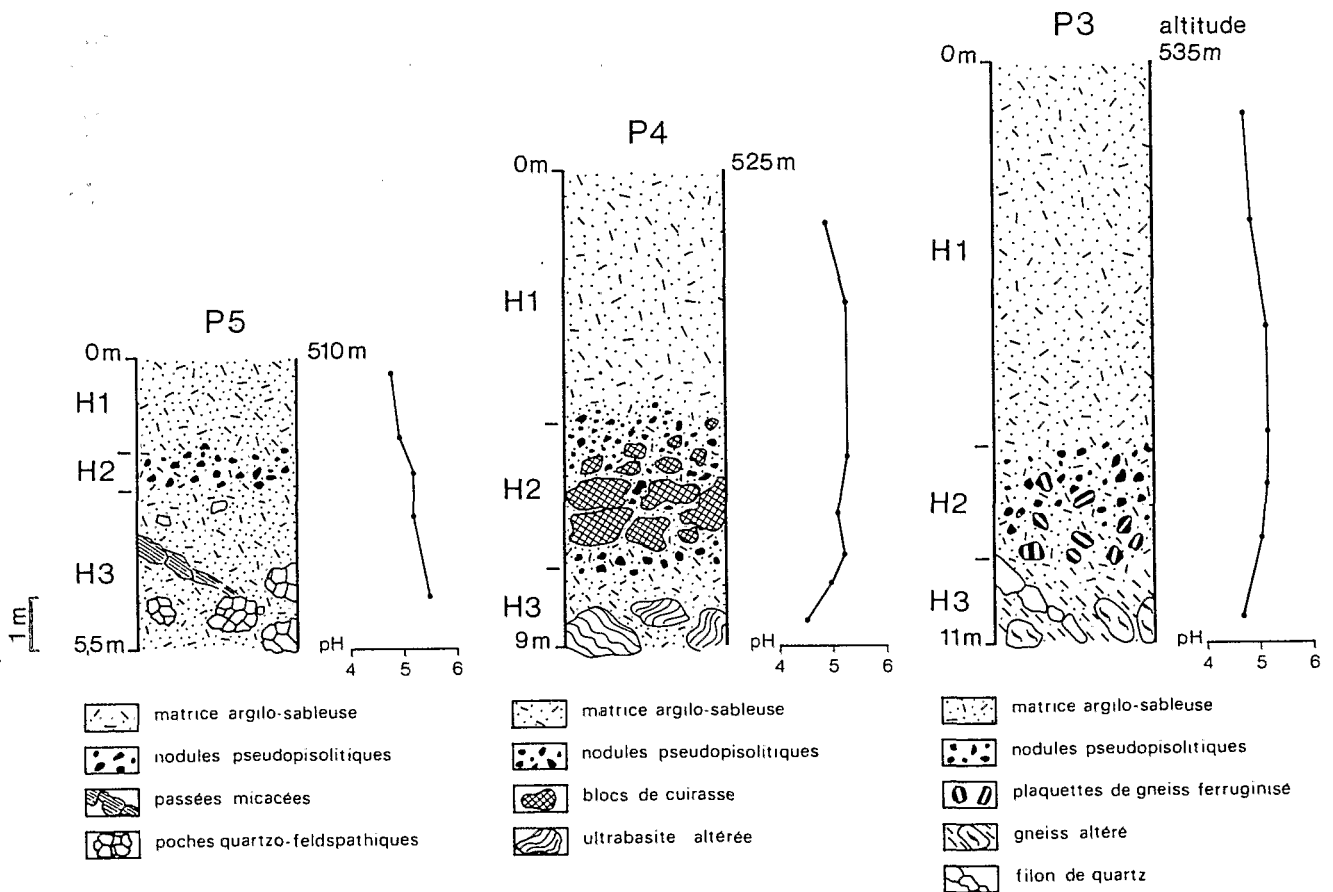 P3
altitude
0m
535m
H1
H2
H3
11m
pH
4 5 6
P4
0m
525m
H1
H2
H3
9m
pH
4 5 6
P5
0m
510m
H1
H2
H3
5,5m
1m
pH
4 5 6
matrice argilo-sableuse
nodules pseudopisolitiques
passées micacées
poches quartzo-feldspathiques
matrice argilo-sableuse
nodules pseudopisolitiques
blocs de cuirasse
ultrabasite altérée
matrice argilo-sableuse
nodules pseudopisolitiques
plaquettes de gneiss ferruginisé
gneiss altéré
filon de quartz